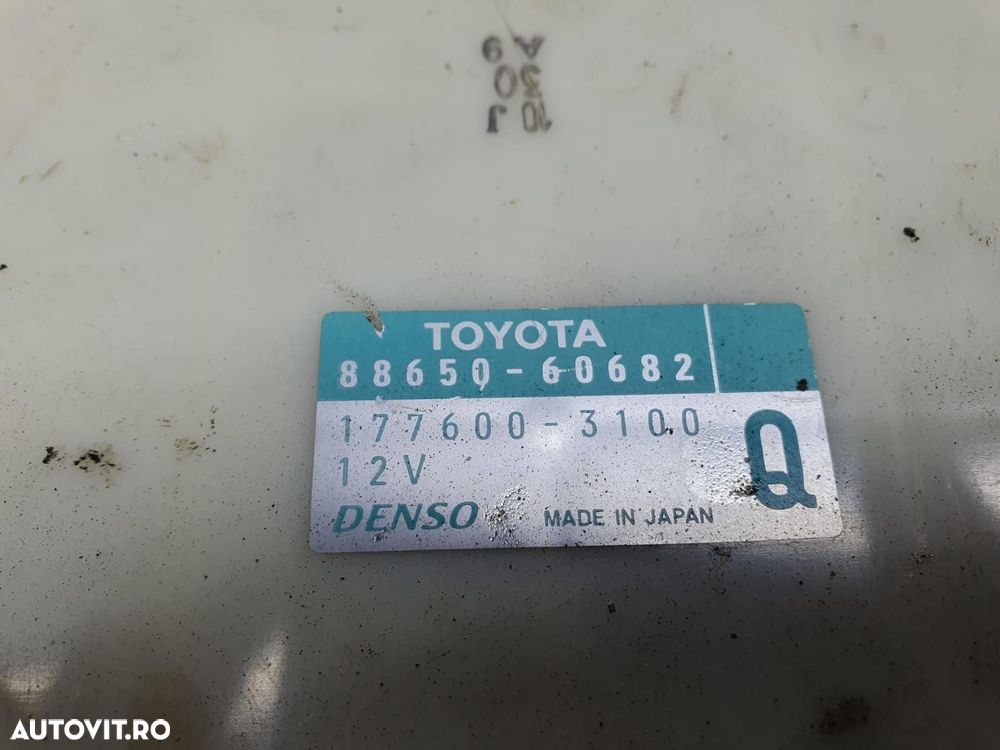 A 9
30
10 J
TOYOTA
88650-60682
177600-3100
12V
Q
DENSO MADE IN JAPAN
AUTOVIT.RO